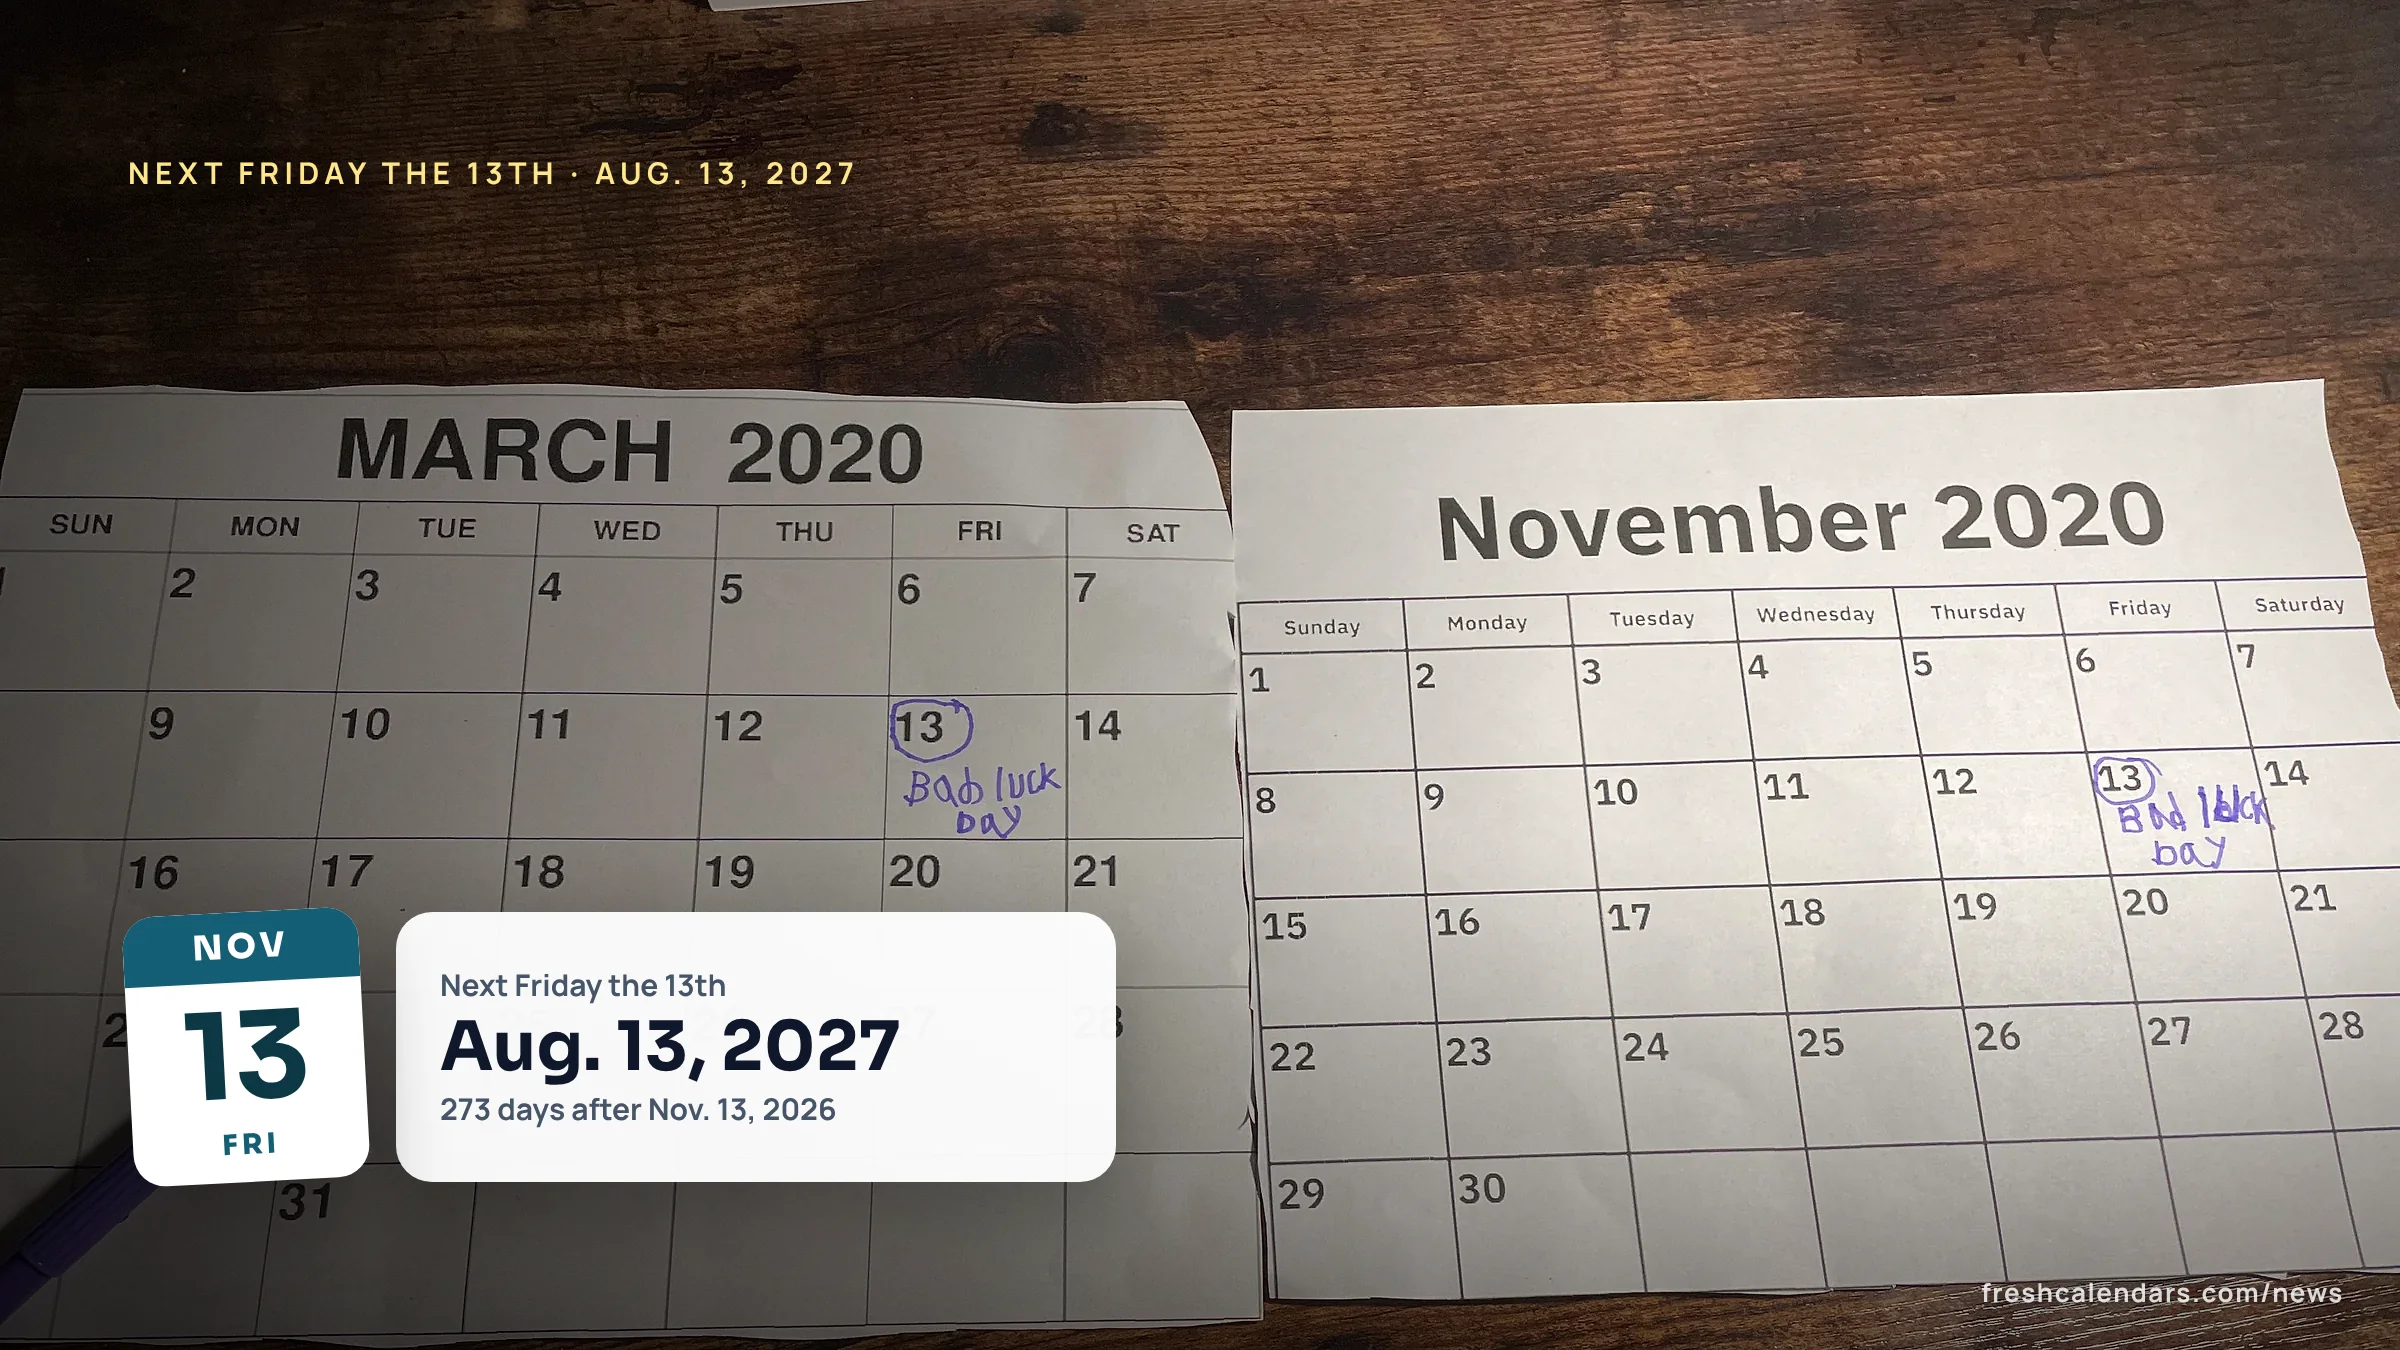 NEXT FRIDAY THE 13TH · AUG. 13, 2027
MARCH 2020
SUN MON TUE WED THU FRI SAT
2 3 4 5 6 7
9 10 11 12 13 14
Bad luck
Day
16 17 18 19 20 21
31
November 2020
Sunday Monday Tuesday Wednesday Thursday Friday Saturday
1 2 3 4 5 6 7
8 9 10 11 12 13 14
Bad luck
Day
15 16 17 18 19 20 21
22 23 24 25 26 27 28
29 30
NOV
13
FRI
Next Friday the 13th
Aug. 13, 2027
273 days after Nov. 13, 2026
freshcalendars.com/news